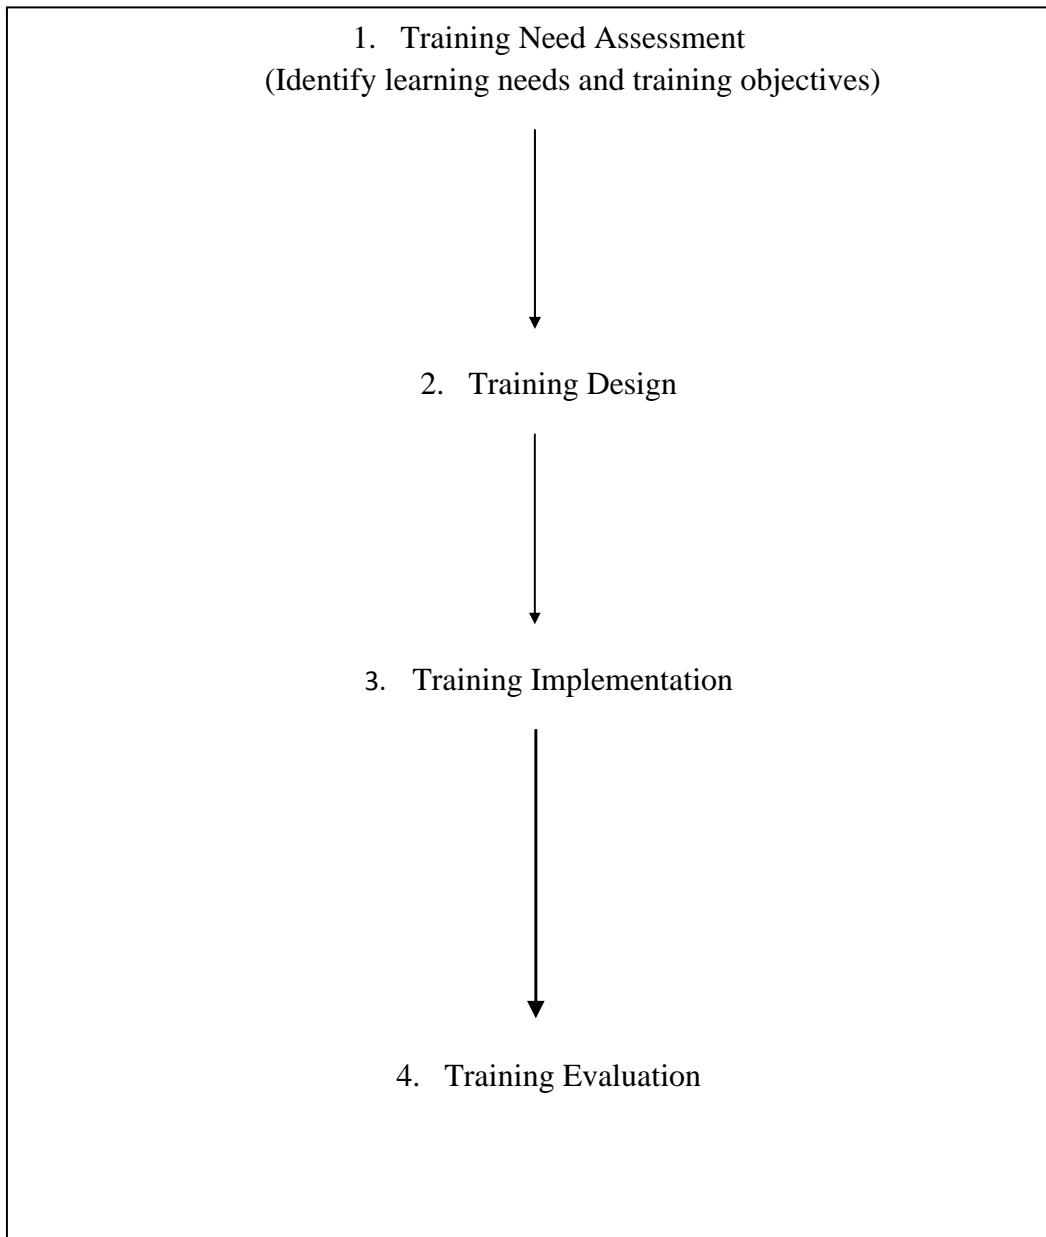 1. Training Need Assessment
(Identify learning needs and training objectives)
2. Training Design
3. Training Implementation
4. Training Evaluation